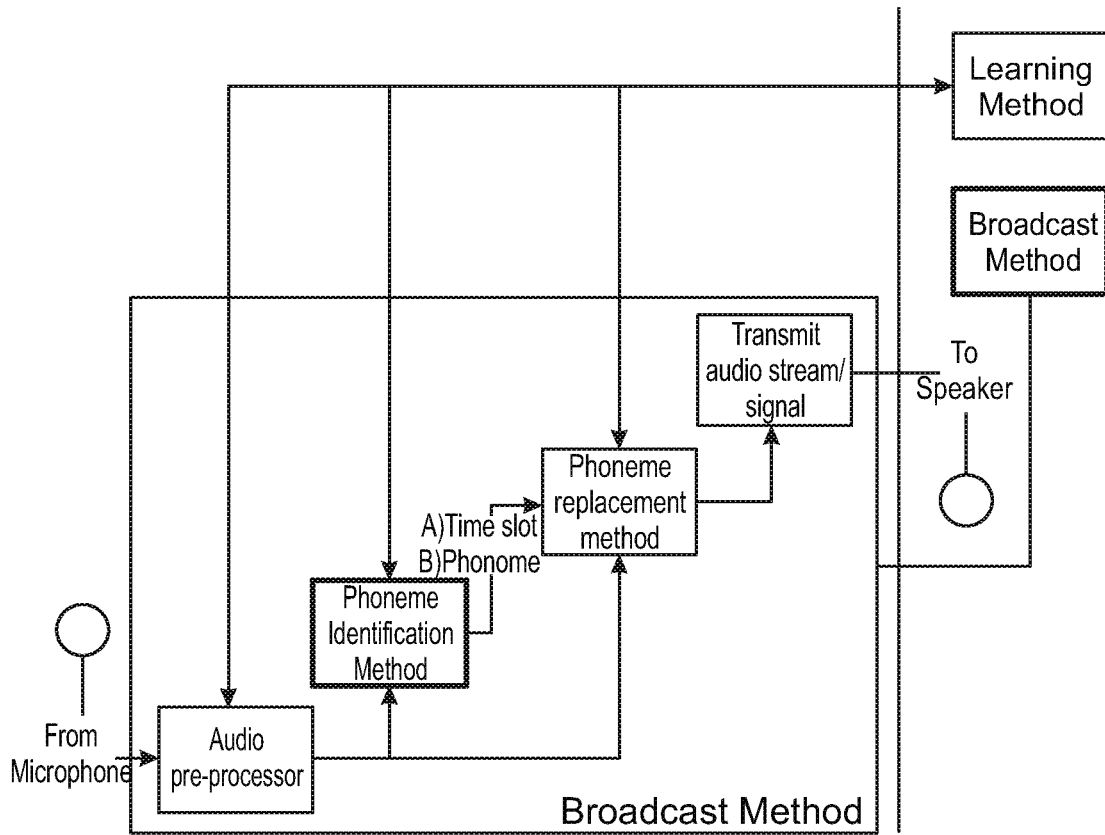 Learning
Method
Broadcast
Method
Transmit
audio stream/
signal
To
Speaker
Phoneme
replacement
method
A)Time slot
B)Phonome
Phoneme
Identification
Method
From
Microphone
Audio
pre-processor
Broadcast Method